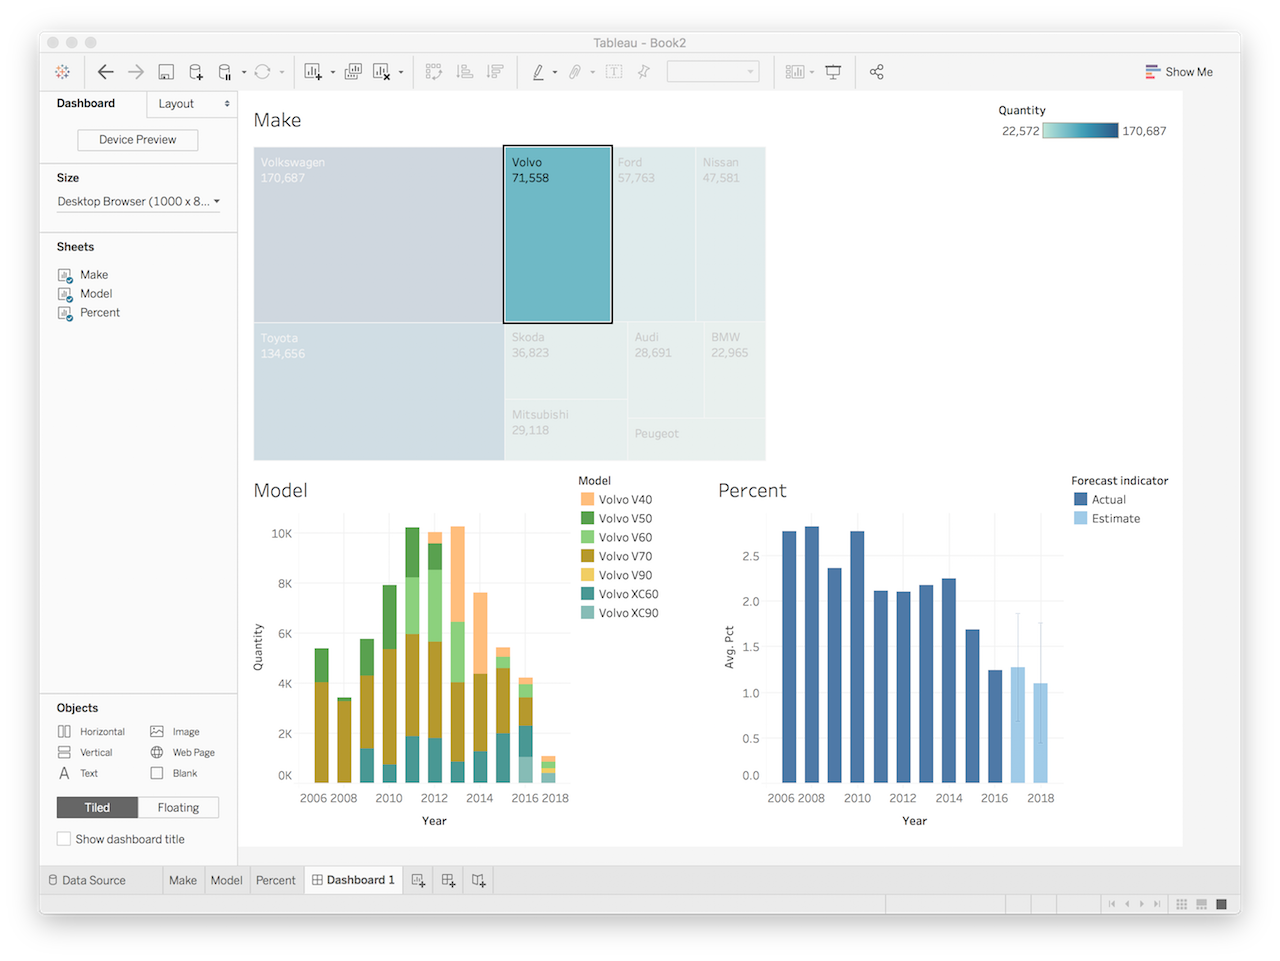 Tableau - Book2
Show Me
Dashboard
Layout
Device Preview
Size
Desktop Browser (1000 x 8...
Sheets
Make
Model
Percent
Objects
Horizontal
Image
Vertical
Web Page
Text
Blank
Tiled
Floating
Show dashboard title
Make
Quantity
22,572
170,687
Volkswagen
170,687
Volvo
71,558
Ford
57,763
Nissan
47,581
Toyota
134,656
Skoda
36,823
Audi
28,691
BMW
22,965
Mitsubishi
29,118
Peugeot
Model
10K
8K
6K
4K
2K
0K
Quantity
2006 2008 2010 2012 2014 2016 2018
Year
Model
Volvo V40
Volvo V50
Volvo V60
Volvo V70
Volvo V90
Volvo XC60
Volvo XC90
Percent
2.5
2.0
1.5
1.0
0.5
0.0
Avg. Pct
2006 2008 2010 2012 2014 2016 2018
Year
Forecast indicator
Actual
Estimate
Data Source
Make
Model
Percent
Dashboard 1